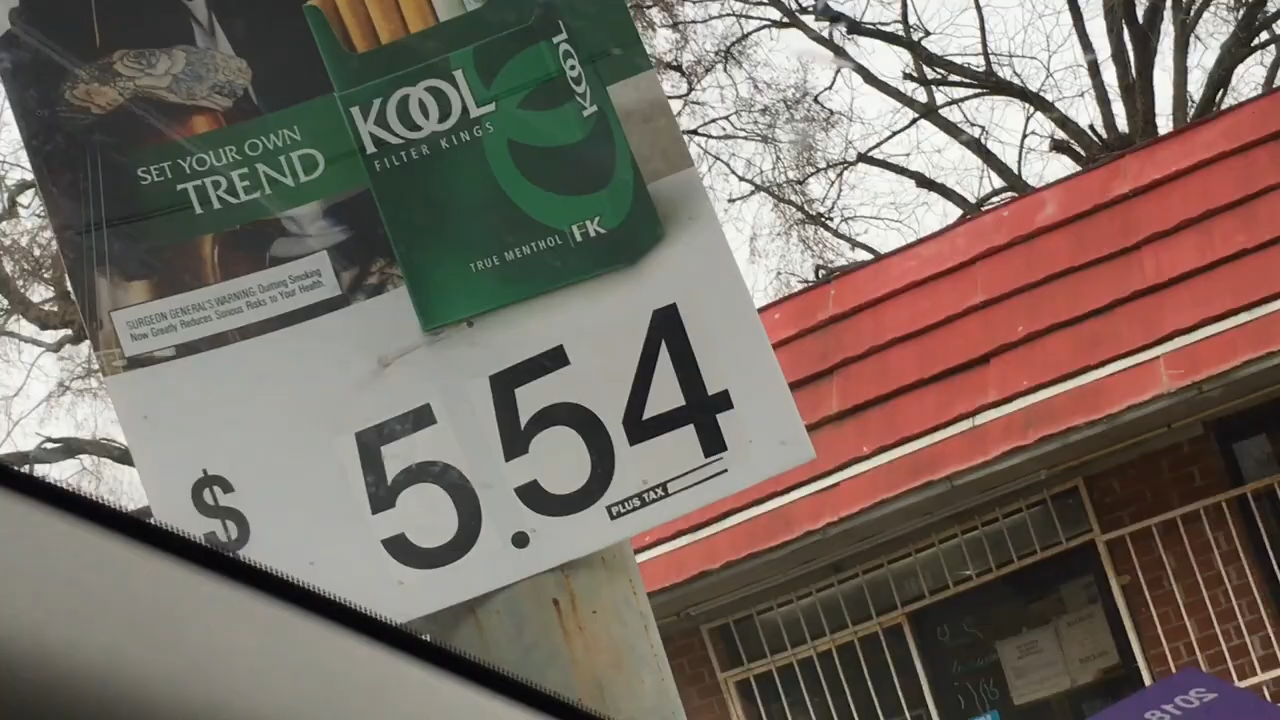 SET YOUR OWN
TREND
SURGEON GENERAL'S WARNING: Quitting Smoking
Now Greatly Reduces Serious Risks to Your Health.
KOOL
FILTER KINGS
KOOL
TRUE MENTHOL FK
$ 5.54
PLUS TAX
2018